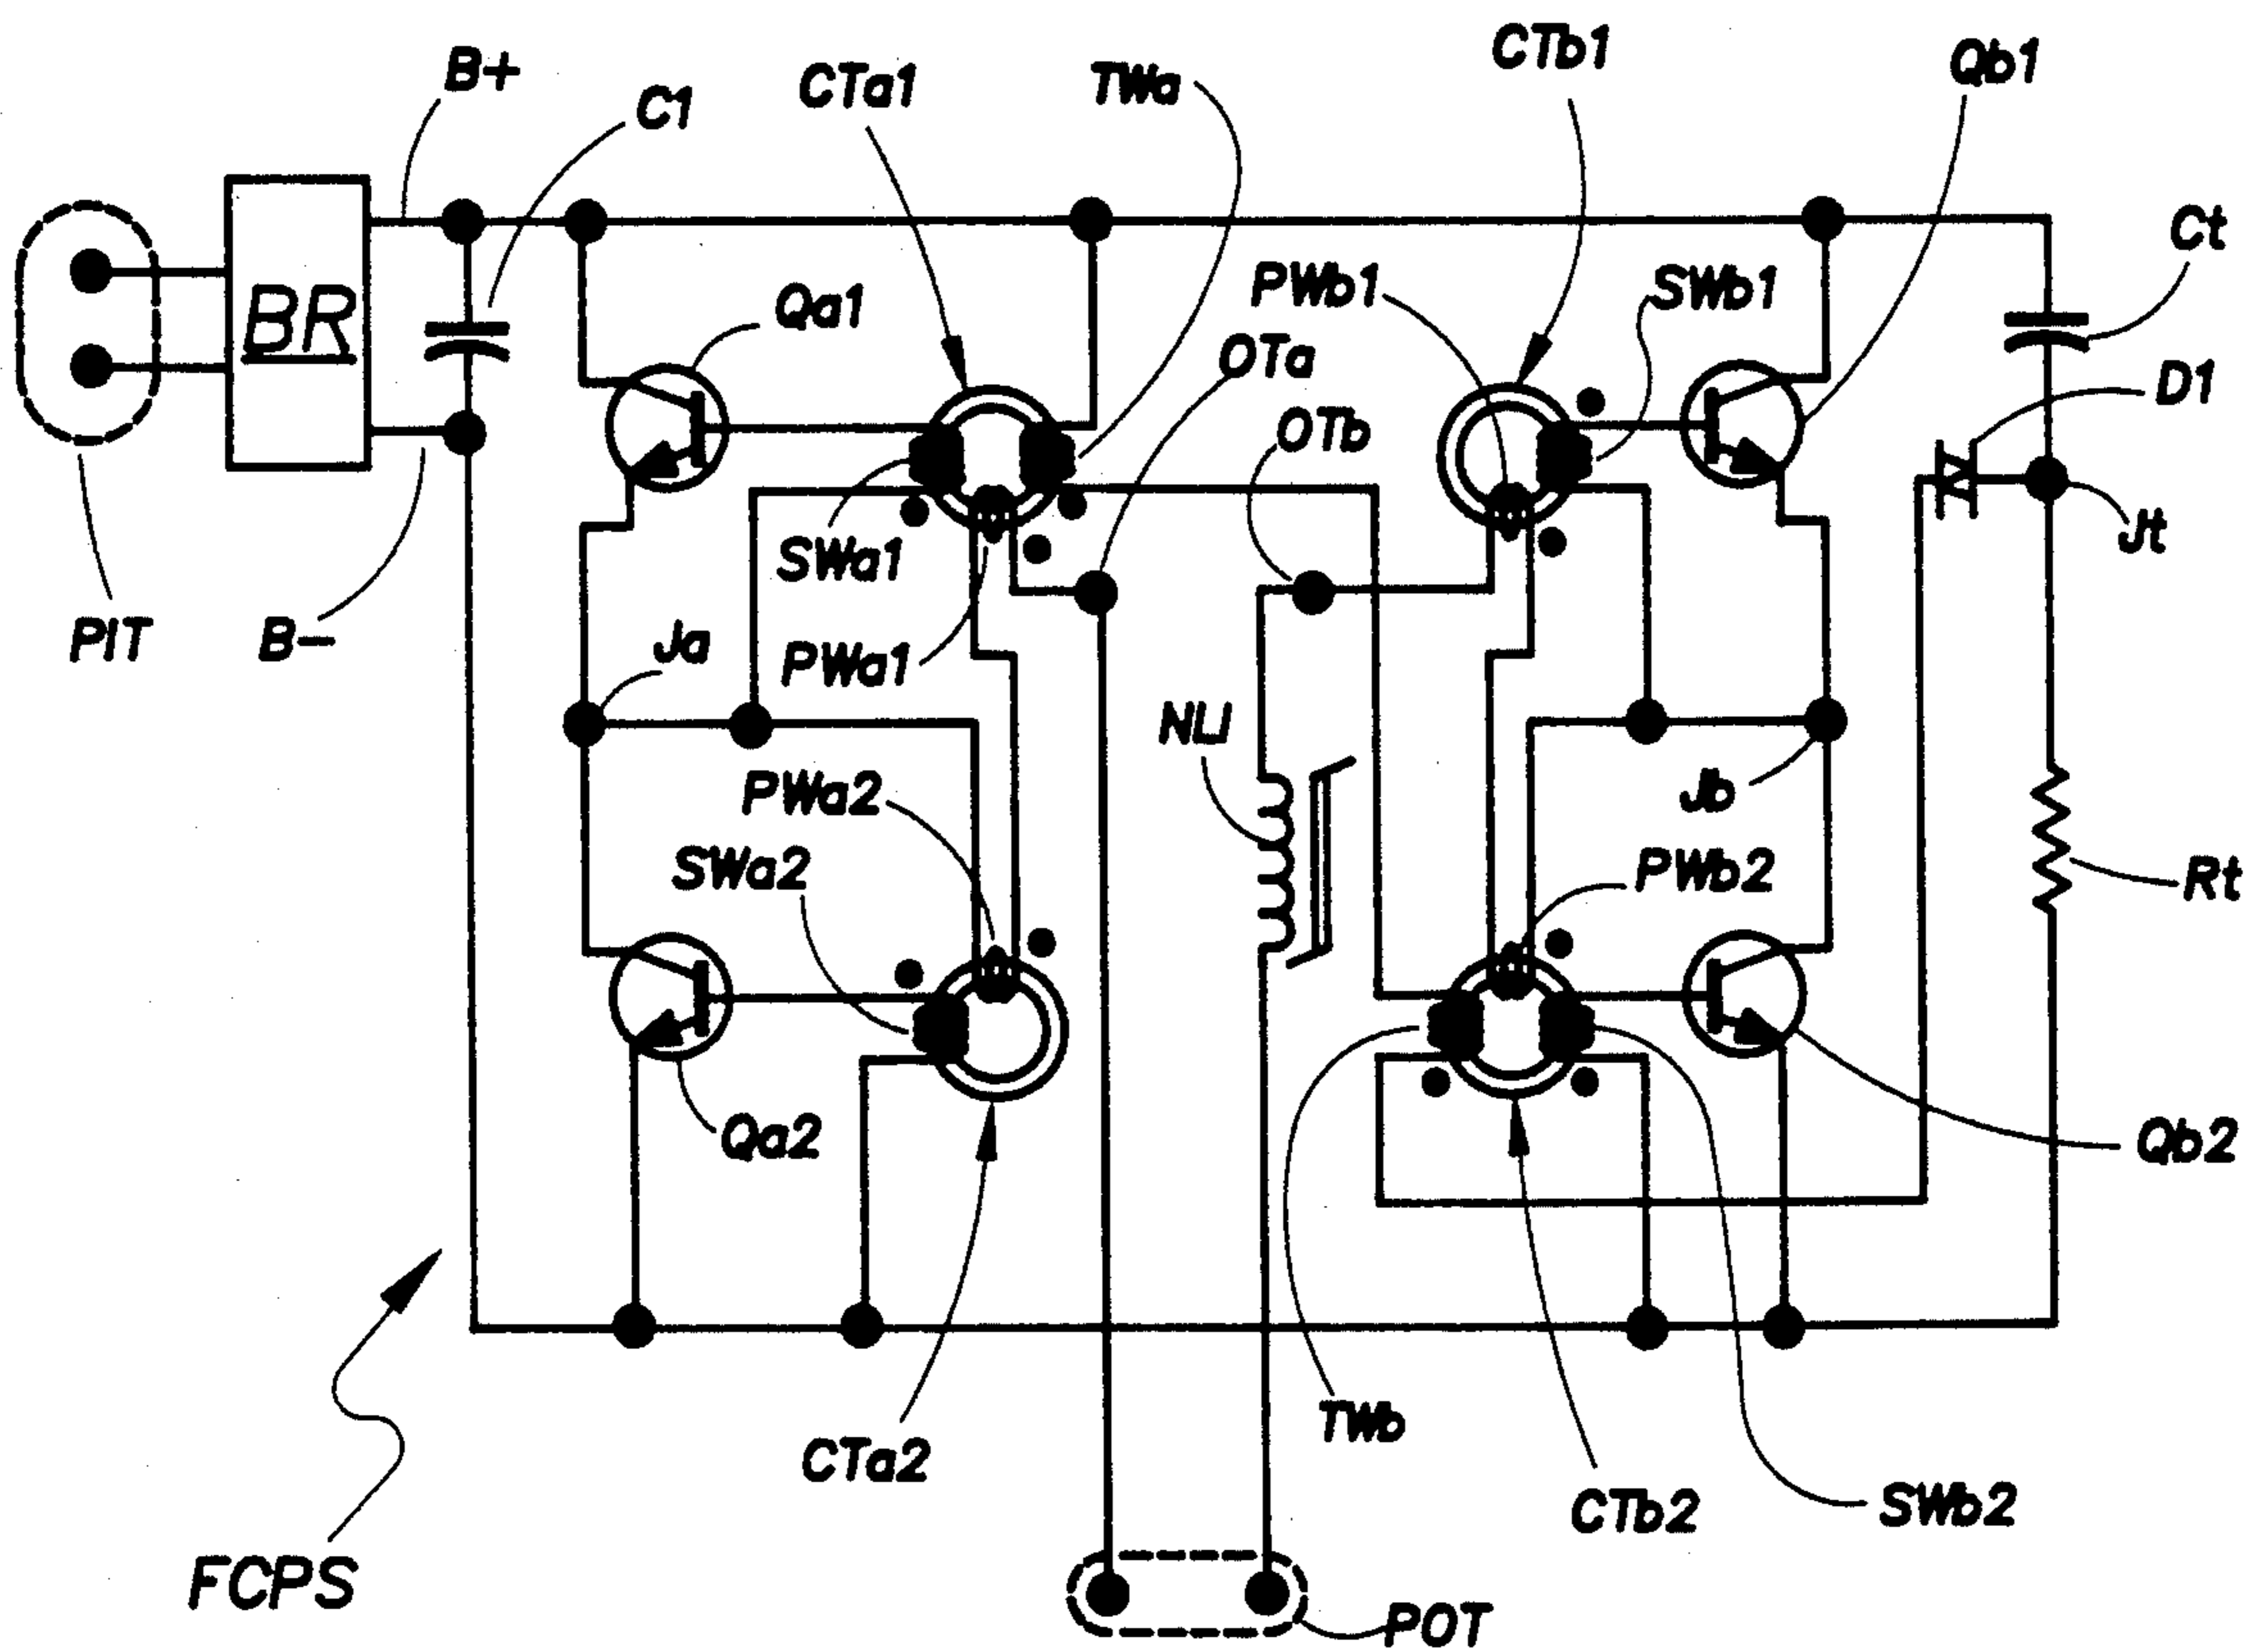 B+
C1
CTa1
TWa
CTb1
Qb1
Ct
BR
Qa1
PWb1
SWb1
OTa
D1
OTb
SWa1
Jt
PIT
B-
Ja
PWa1
NLI
PWa2
Jb
SWa2
PWb2
Rt
Qa2
Qb2
TWb
CTa2
CTb2
SWb2
FCPS
POT